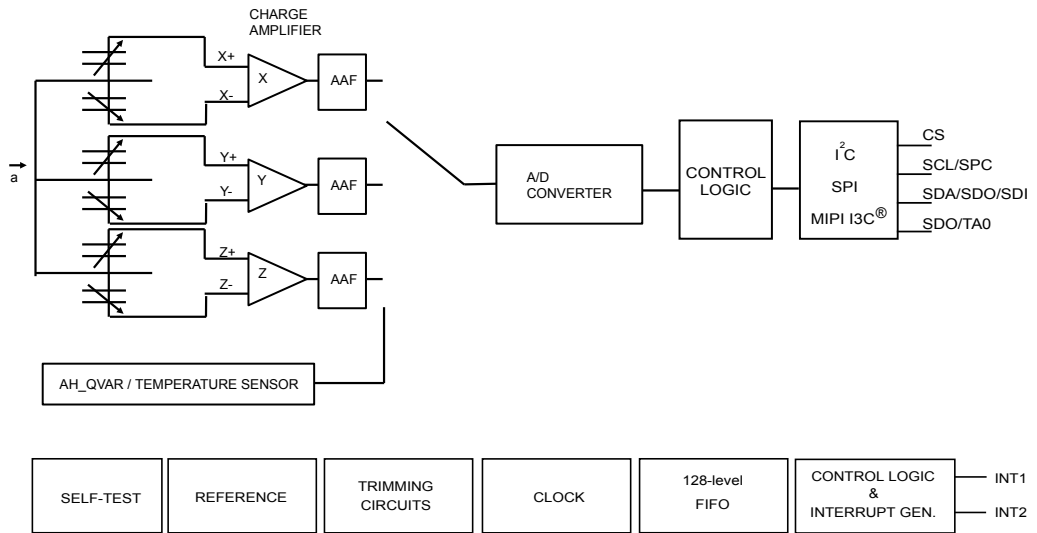 CHARGE
AMPLIFIER
X+
X
X-
AAF
a
Y+
Y
Y-
AAF
Z+
Z
Z-
AAF
AH_QVAR / TEMPERATURE SENSOR
A/D
CONVERTER
CONTROL
LOGIC
I²C
SPI
MIPI I3C®
CS
SCL/SPC
SDA/SDO/SDI
SDO/TA0
SELF-TEST
REFERENCE
TRIMMING
CIRCUITS
CLOCK
128-level
FIFO
CONTROL LOGIC
&
INTERRUPT GEN.
INT1
INT2